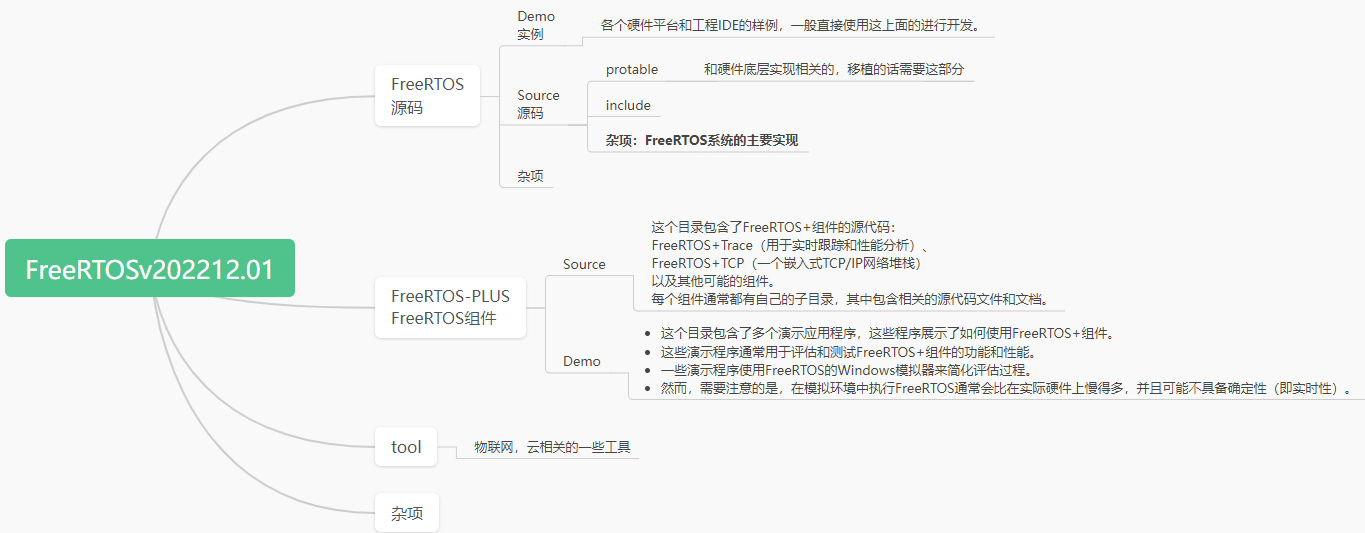 FreeRTOSv202212.01
FreeRTOS
源码
Demo
实例
各个硬件平台和工程IDE的样例，一般直接使用这上面的进行开发。
Source
源码
protable
和硬件底层实现相关的，移植的话需要这部分
include
杂项：FreeRTOS系统的主要实现
杂项
FreeRTOS-PLUS
FreeRTOS组件
Source
这个目录包含了FreeRTOS+组件的源代码：
FreeRTOS+Trace（用于实时跟踪和性能分析）、
FreeRTOS+TCP（一个嵌入式TCP/IP网络堆栈）
以及其他可能的组件。
每个组件通常都有自己的子目录，其中包含相关的源代码文件和文档。
Demo
• 这个目录包含了多个演示应用程序，这些程序展示了如何使用FreeRTOS+组件。
• 这些演示程序通常用于评估和测试FreeRTOS+组件的功能和性能。
• 一些演示程序使用FreeRTOS的Windows模拟器来简化评估过程。
• 然而，需要注意的是，在模拟环境中执行FreeRTOS通常会比在实际硬件上慢得多，并且可能不具备确定性（即实时性）。
tool
物联网，云相关的一些工具
杂项